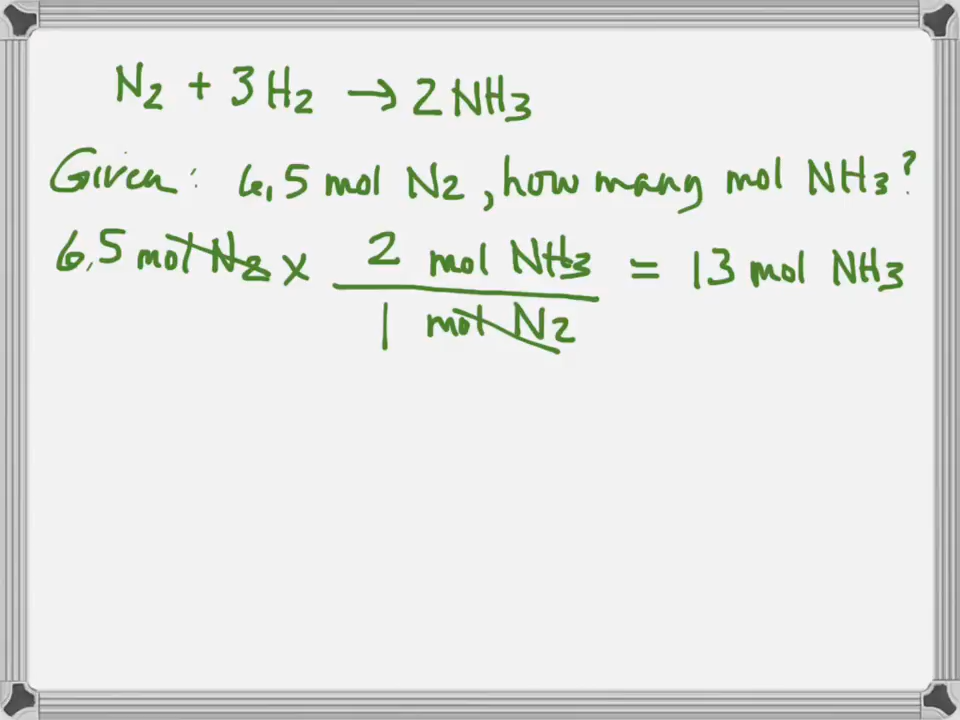 N2 + 3H2 → 2NH3
Given: 6.5 mol N2, how many mol NH3?
6.5 mol N2 x 2 mol NH3 / 1 mol N2 = 13 mol NH3